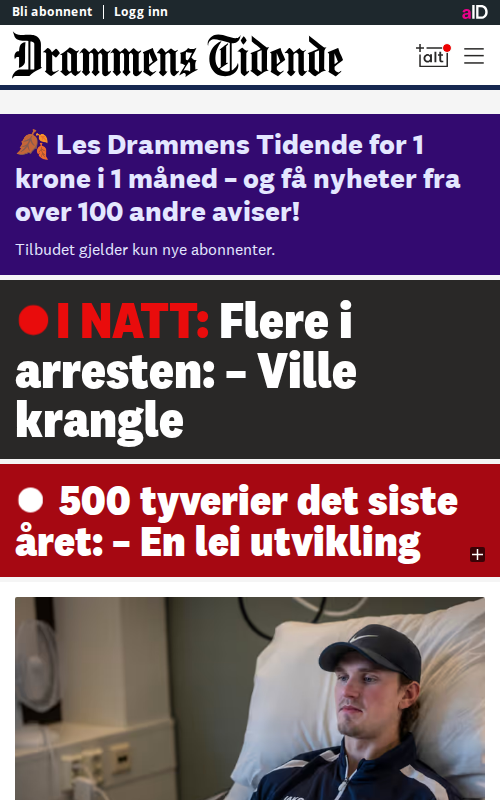 Bli abonnent | Logg inn
aID
Drammens Tidende
+alt
🍂 Les Drammens Tidende for 1
krone i 1 måned – og få nyheter fra
over 100 andre aviser!
Tilbudet gjelder kun nye abonnenter.
I NATT: Flere i
arresten: – Ville
krangle
500 tyverier det siste
året: – En lei utvikling
+